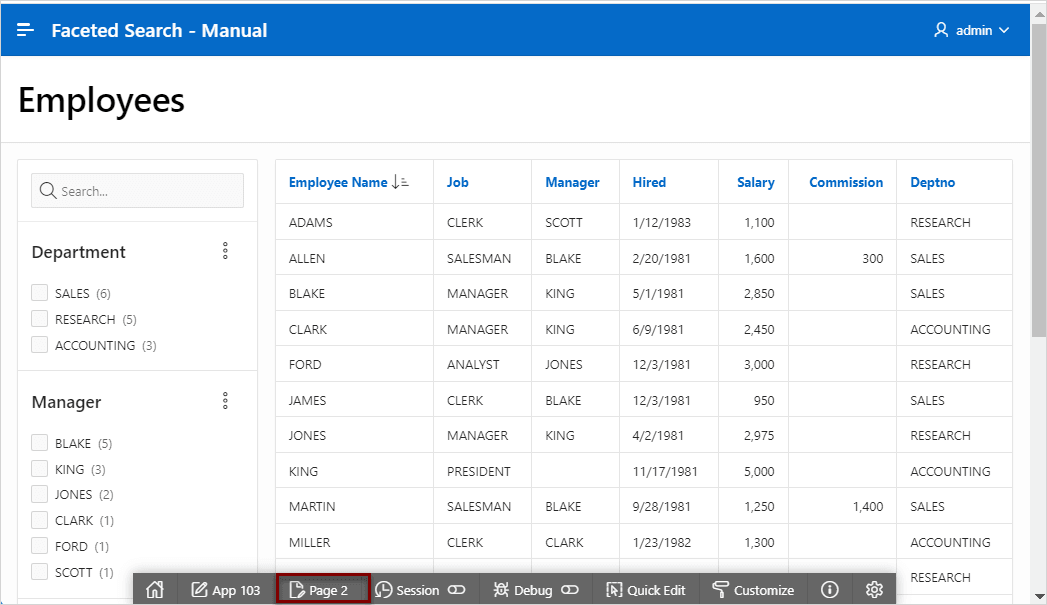 Faceted Search - Manual
admin
Employees
Search...
Department
SALES (6)
RESEARCH (5)
ACCOUNTING (3)
Manager
BLAKE (5)
KING (3)
JONES (2)
CLARK (1)
FORD (1)
SCOTT (1)
Employee Name Job Manager Hired Salary Commission Deptno
ADAMS CLERK SCOTT 1/12/1983 1,100 RESEARCH
ALLEN SALESMAN BLAKE 2/20/1981 1,600 300 SALES
BLAKE MANAGER KING 5/1/1981 2,850 SALES
CLARK MANAGER KING 6/9/1981 2,450 ACCOUNTING
FORD ANALYST JONES 12/3/1981 3,000 RESEARCH
JAMES CLERK BLAKE 12/3/1981 950 SALES
JONES MANAGER KING 4/2/1981 2,975 RESEARCH
KING PRESIDENT 11/17/1981 5,000 ACCOUNTING
MARTIN SALESMAN BLAKE 9/28/1981 1,250 1,400 SALES
MILLER CLERK CLARK 1/23/1982 1,300 ACCOUNTING
RESEARCH
App 103 Page 2 Session Debug Quick Edit Customize